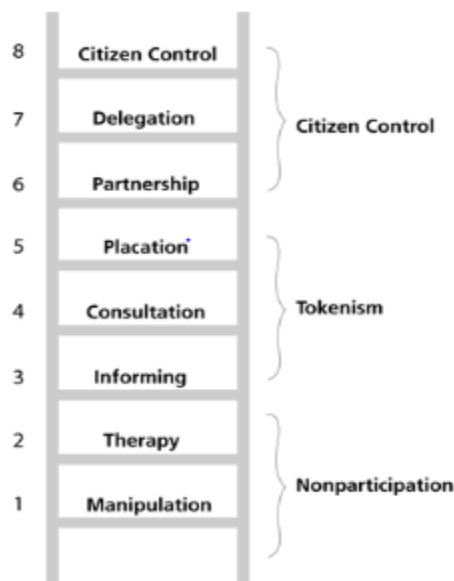 8 Citizen Control
7 Delegation
Citizen Control
6 Partnership
5 Placation*
4 Consultation
Tokenism
3 Informing
2 Therapy
Nonparticipation
1 Manipulation